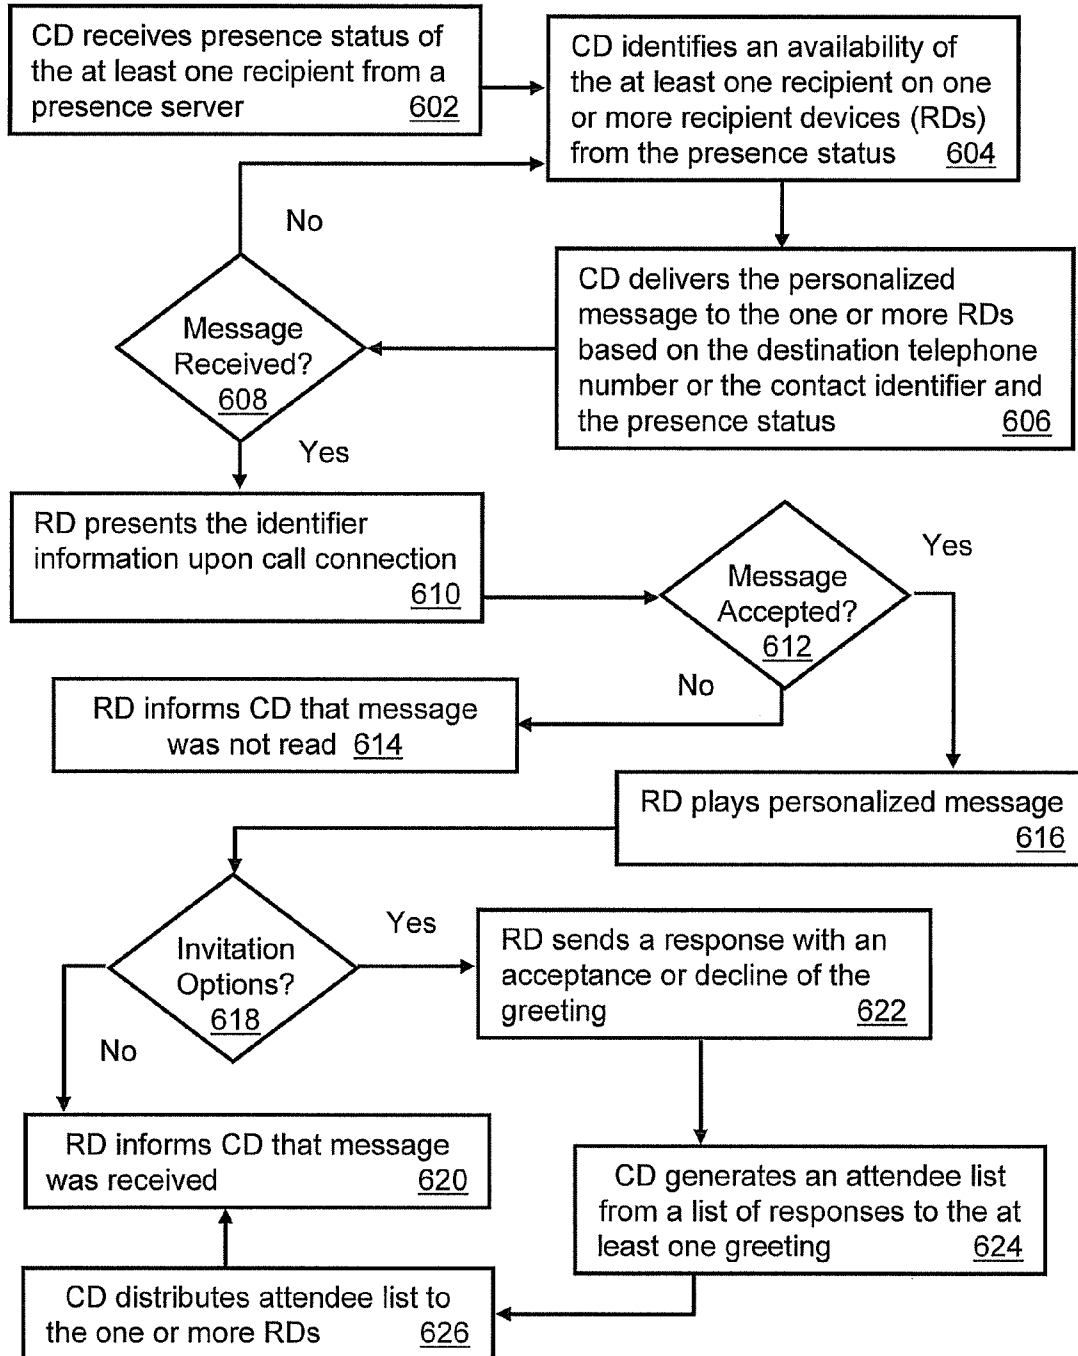 CD receives presence status of
the at least one recipient from a
presence server 602
CD identifies an availability of
the at least one recipient on one
or more recipient devices (RDs)
from the presence status 604
No
Message
Received?
608
CD delivers the personalized
message to the one or more RDs
based on the destination telephone
number or the contact identifier and
the presence status 606
Yes
RD presents the identifier
information upon call connection
610
Message
Accepted?
612
Yes
No
RD informs CD that message
was not read 614
RD plays personalized message
616
Invitation
Options?
618
Yes
RD sends a response with an
acceptance or decline of the
greeting 622
No
RD informs CD that message
was received 620
CD generates an attendee list
from a list of responses to the at
least one greeting 624
CD distributes attendee list to
the one or more RDs 626